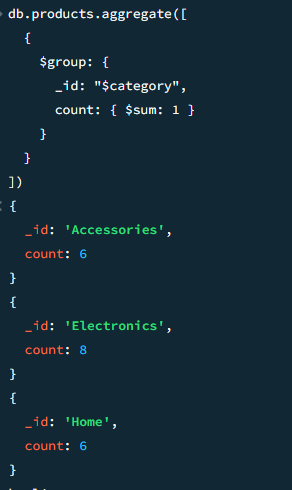 db.products.aggregate([
  {
    $group: {
      _id: "$category",
      count: { $sum: 1 }
    }
  }
])
{
  _id: 'Accessories',
  count: 6
}
{
  _id: 'Electronics',
  count: 8
}
{
  _id: 'Home',
  count: 6
}